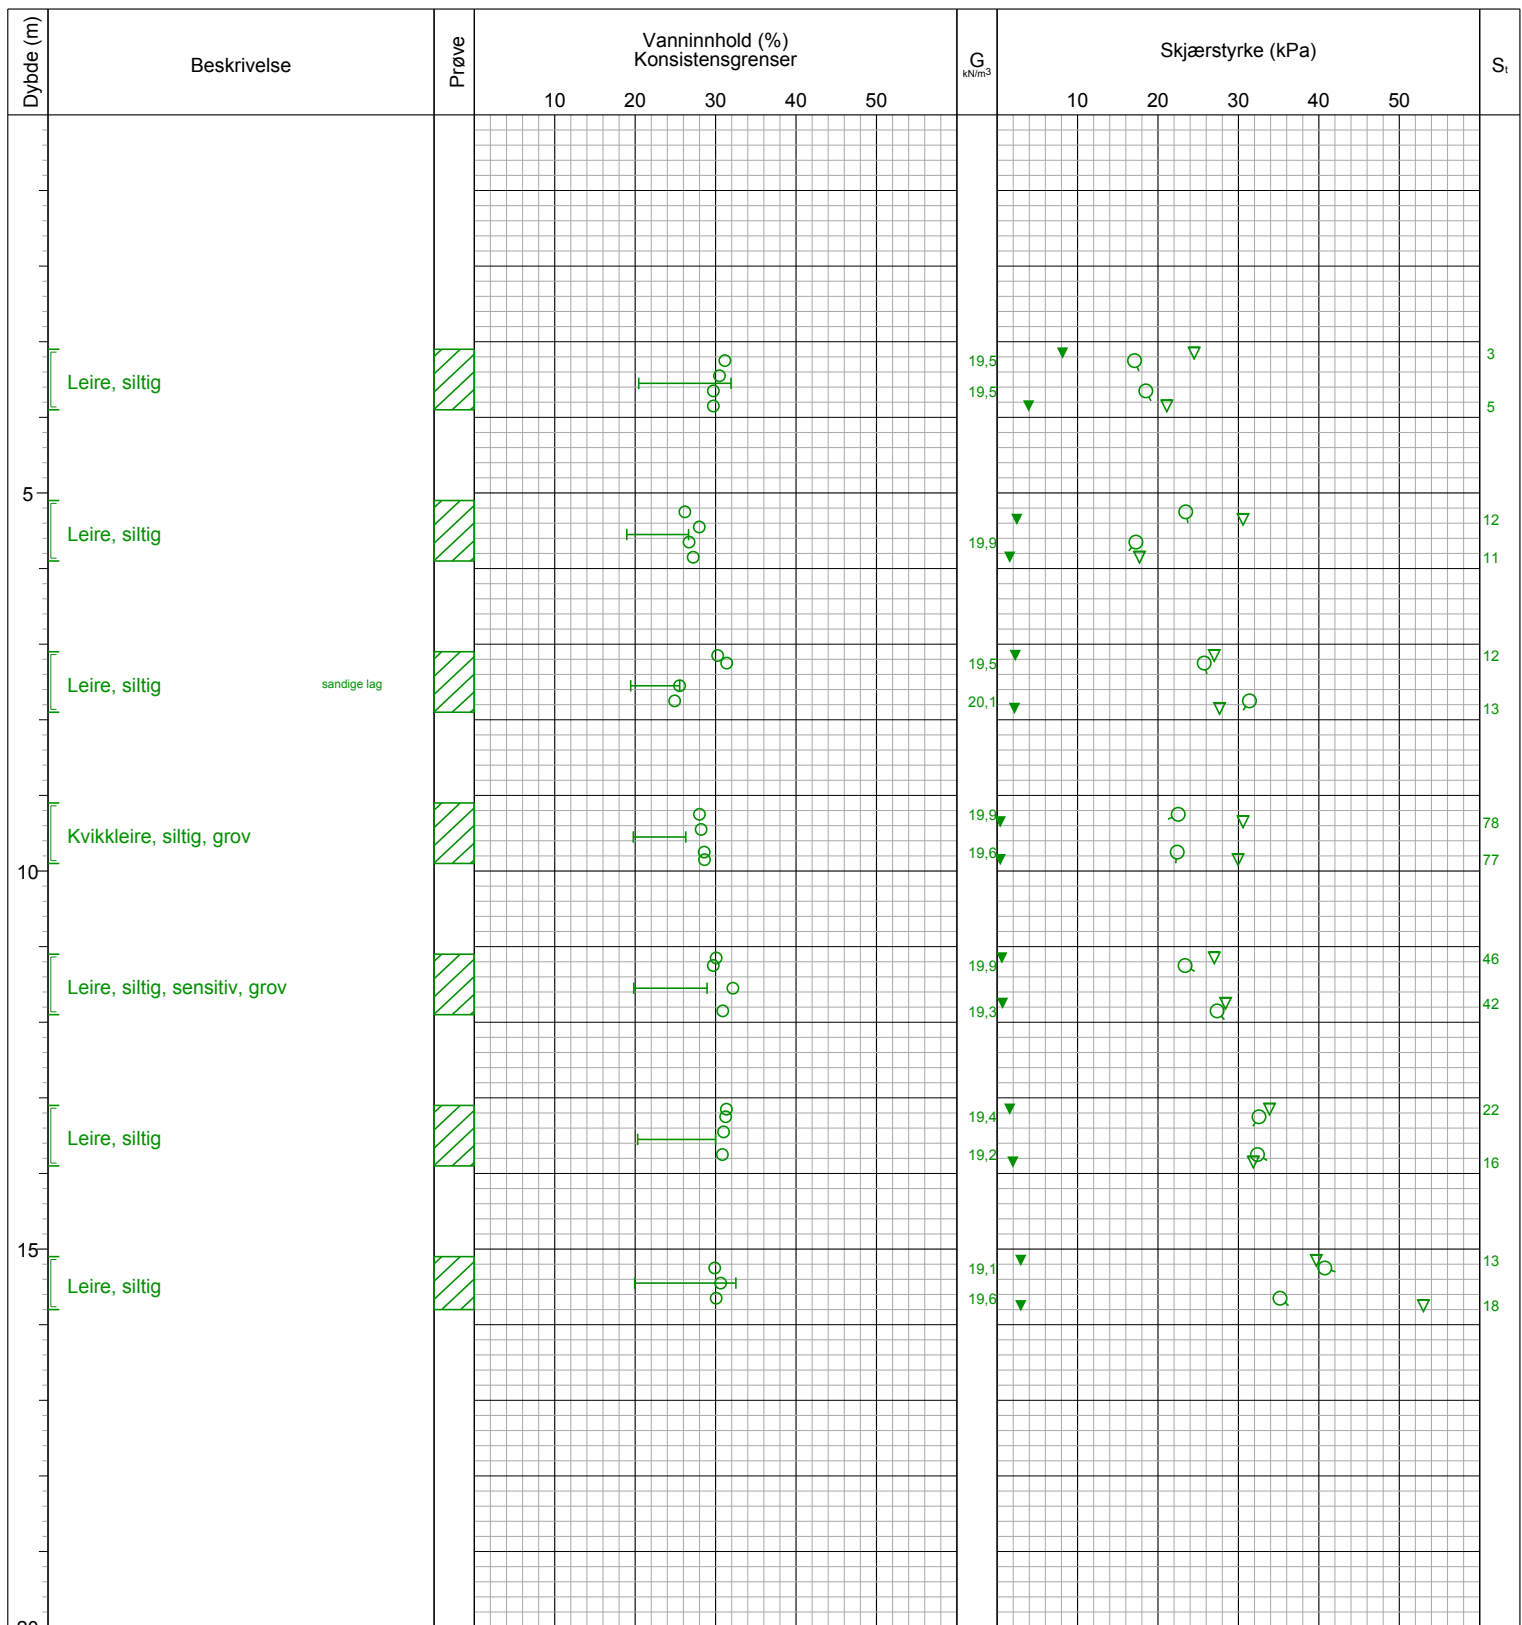 Dybde (m)
Beskrivelse
Prøve
Vanninnhold (%)
Konsistensgrenser
10 20 30 40 50
G
kN/m3
Skjærstyrke (kPa)
10 20 30 40 50
St
Leire, siltig
19,5
3
19,5
5
5
Leire, siltig
12
19,9
11
Leire, siltig
sandige lag
19,5
12
20,1
13
Kvikkleire, siltig, grov
19,9
78
19,6
77
10
Leire, siltig, sensitiv, grov
19,9
46
19,3
42
Leire, siltig
19,4
22
19,2
16
15
Leire, siltig
19,1
13
19,6
18